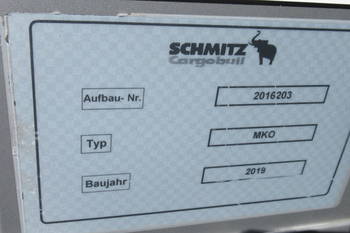 SCHMITZ
Cargobull
Aufbau- Nr. 2016203
Typ MKO
Baujahr 2019